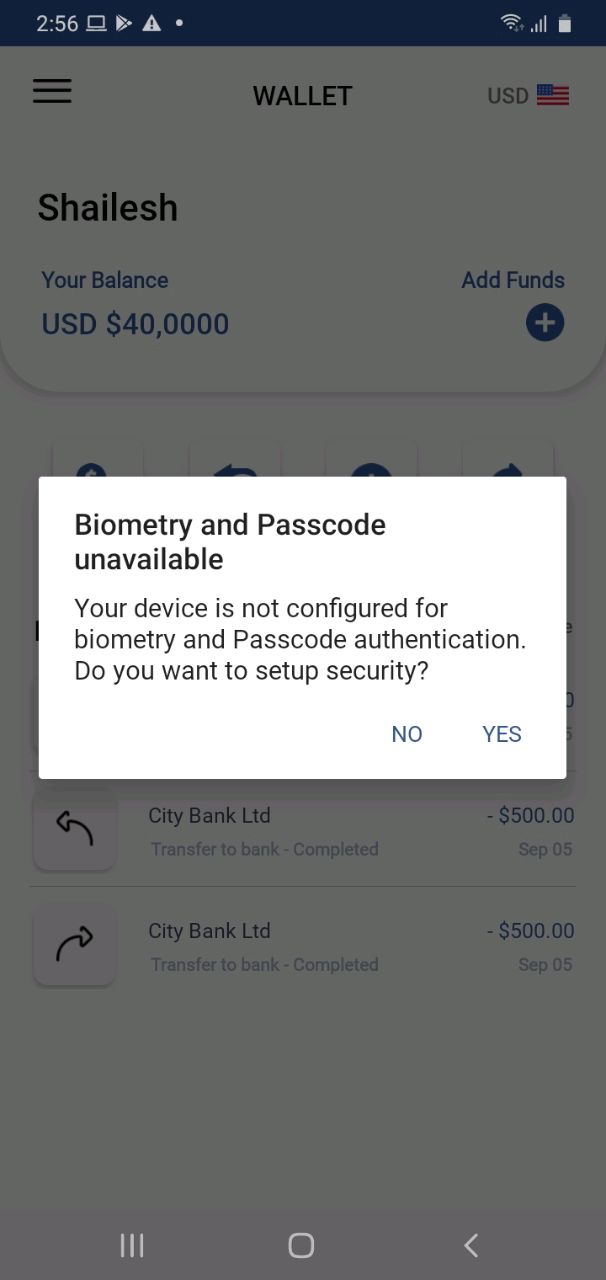 2:56
WALLET
USD
Shailesh
Your Balance
Add Funds
USD $40,0000
Biometry and Passcode
unavailable
Your device is not configured for
biometry and Passcode authentication.
Do you want to setup security?
NO
YES
City Bank Ltd
- $500.00
Transfer to bank - Completed
Sep 05
City Bank Ltd
- $500.00
Transfer to bank - Completed
Sep 05